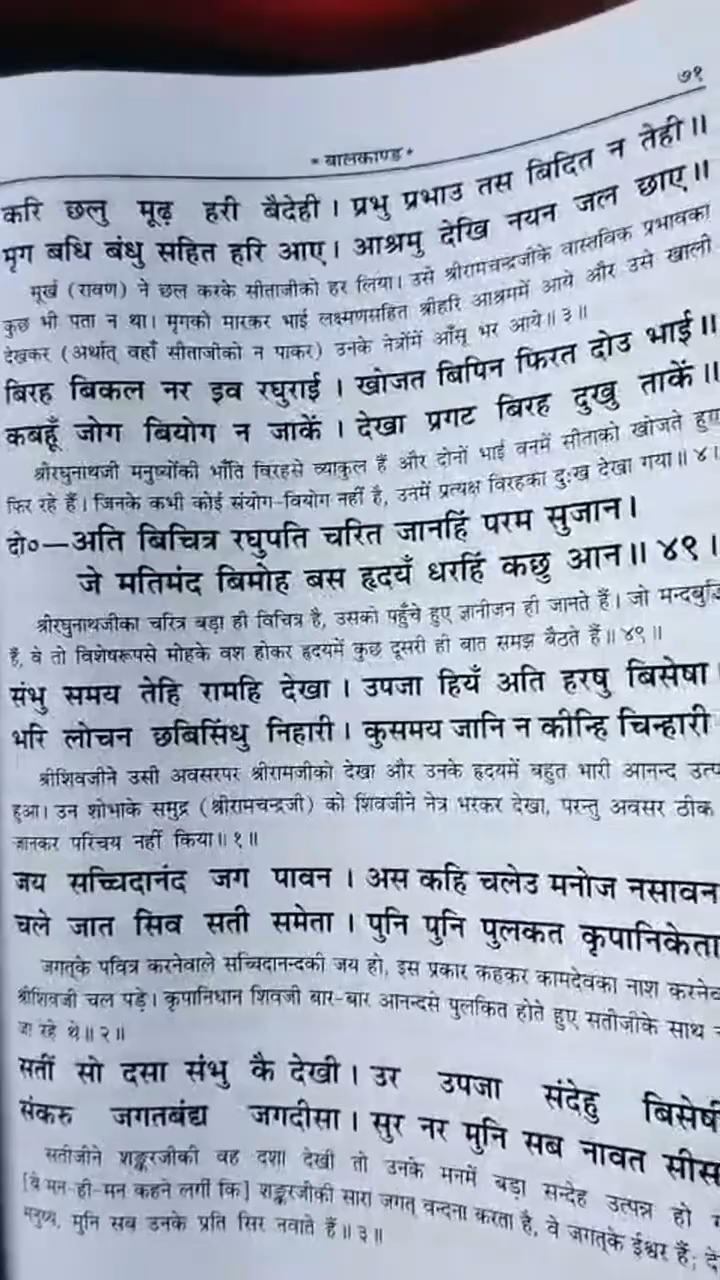 ७१
* बालकाण्ड *
करि छलु मूढ़ हरी बैदेही । प्रभु प्रभाउ तस बिदित न तेही ॥
मृग बधि बंधु सहित हरि आए । आश्रमु देखि नयन जल छाए ॥
मूर्ख (रावण) ने छल करके सीताजीको हर लिया। उसे श्रीरामचन्द्रजीके वास्तविक प्रभावका
कुछ भी पता न था। मृगको मारकर भाई लक्ष्मणसहित श्रीहरि आश्रममें आये और उसे खाली
देखकर (अर्थात् वहाँ सीताजीको न पाकर) उनके नेत्रोंमें आँसू भर आये॥ ३॥
बिरह बिकल नर इव रघुराई । खोजत बिपिन फिरत दोउ भाई ॥
कबहूँ जोग बियोग न जाकें । देखा प्रगट बिरह दुखु ताकें ॥
श्रीरघुनाथजी मनुष्योंकी भाँति विरहसे व्याकुल हैं और दोनों भाई वनमें सीताको खोजते हुए
फिर रहे हैं। जिनके कभी कोई संयोग-वियोग नहीं है, उनमें प्रत्यक्ष विरहका दुःख देखा गया॥ ४।
दो०—अति बिचित्र रघुपति चरित जानहिं परम सुजान।
जे मतिमंद बिमोह बस हृदयँ धरहिं कछु आन॥ ४९।
श्रीरघुनाथजीका चरित्र बड़ा ही विचित्र है, उसको पहुँचे हुए ज्ञानीजन ही जानते हैं। जो मन्दबुद्धि
हैं, वे तो विशेषरूपसे मोहके वश होकर हृदयमें कुछ दूसरी ही बात समझ बैठते हैं॥ ४९॥
संभु समय तेहि रामहि देखा । उपजा हियँ अति हरषु बिसेषा ।
भरि लोचन छबिसिंधु निहारी । कुसमय जानि न कीन्हि चिन्हारी
श्रीशिवजीने उसी अवसरपर श्रीरामजीको देखा और उनके हृदयमें बहुत भारी आनन्द उत्प
हुआ। उन शोभाके समुद्र (श्रीरामचन्द्रजी) को शिवजीने नेत्र भरकर देखा, परन्तु अवसर ठीक
जानकर परिचय नहीं किया॥ १॥
जय सच्चिदानंद जग पावन । अस कहि चलेउ मनोज नसावन
चले जात सिव सती समेता । पुनि पुनि पुलकत कृपानिकेता
जगत्‌के पवित्र करनेवाले सच्चिदानन्दकी जय हो, इस प्रकार कहकर कामदेवका नाश करनेव
श्रीशिवजी चल पड़े। कृपानिधान शिवजी बार-बार आनन्दसे पुलकित होते हुए सतीजीके साथ
जा रहे थे॥ २॥
सतीं सो दसा संभु कै देखी । उर उपजा संदेहु बिसेषी
संकरु जगतबंद्य जगदीसा । सुर नर मुनि सब नावत सीस
सतीजीने शङ्करजीकी वह दशा देखी तो उनके मनमें बड़ा सन्देह उत्पन्न हो
[वे मन-ही-मन कहने लगीं कि] शङ्करजीकी सारा जगत् वन्दना करता है, वे जगत्‌के ईश्वर हैं; दे
मनुष्य, मुनि सब उनके प्रति सिर नवाते हैं॥ ३॥